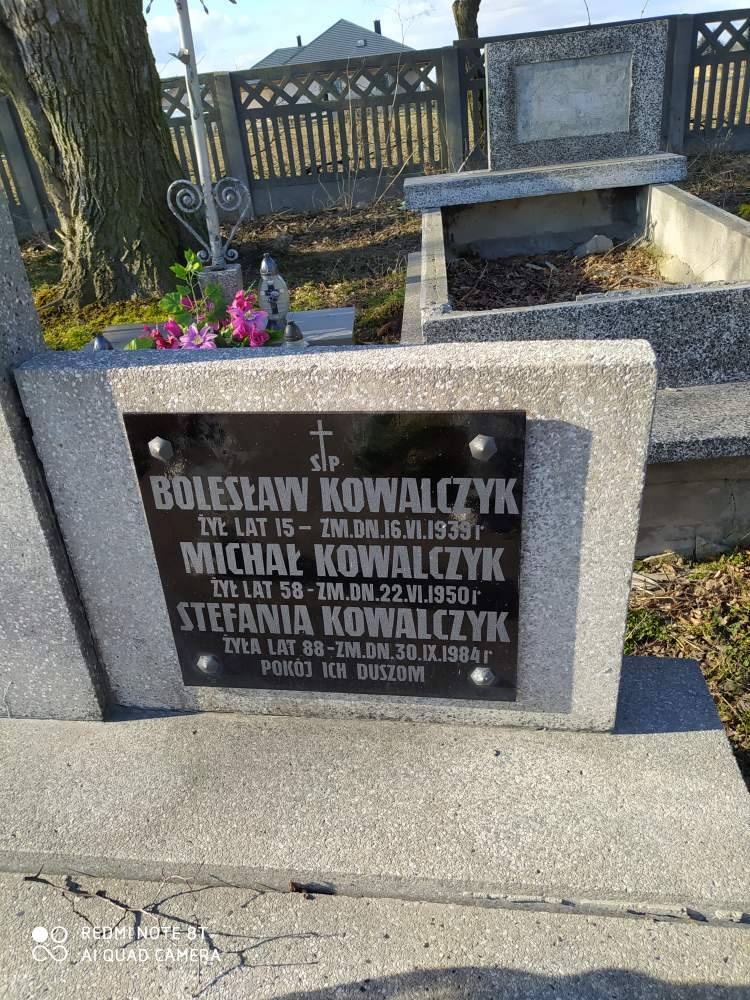 ŚP
BOLESŁAW KOWALCZYK
ŻYŁ LAT 15 - ZM.DN.16.VI.1939r
MICHAŁ KOWALCZYK
ŻYŁ LAT 58 - ZM.DN.22.VI.1950r
STEFANIA KOWALCZYK
ŻYŁA LAT 88 - ZM.DN.30.IX.1984r
POKÓJ ICH DUSZOM
REDMI NOTE 8T
AI QUAD CAMERA